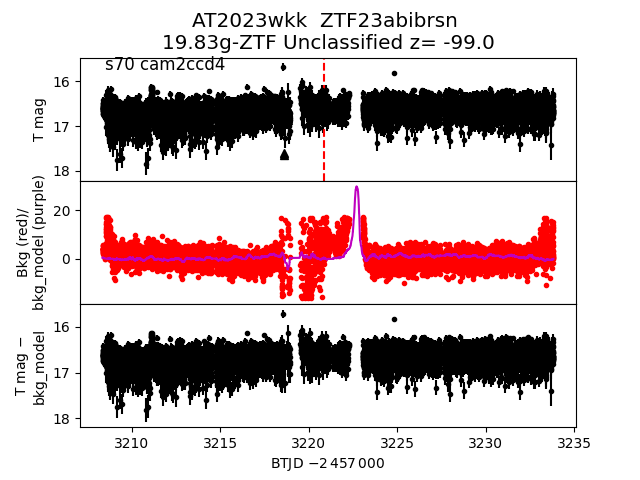 AT2023wkk  ZTF23abibrsn
19.83g-ZTF Unclassified z= -99.0
s70 cam2ccd4
T mag
16
17
18
Bkg (red)/
bkg_model (purple)
20
0
T mag −
bkg_model
16
17
18
3210 3215 3220 3225 3230 3235
BTJD −2 457 000